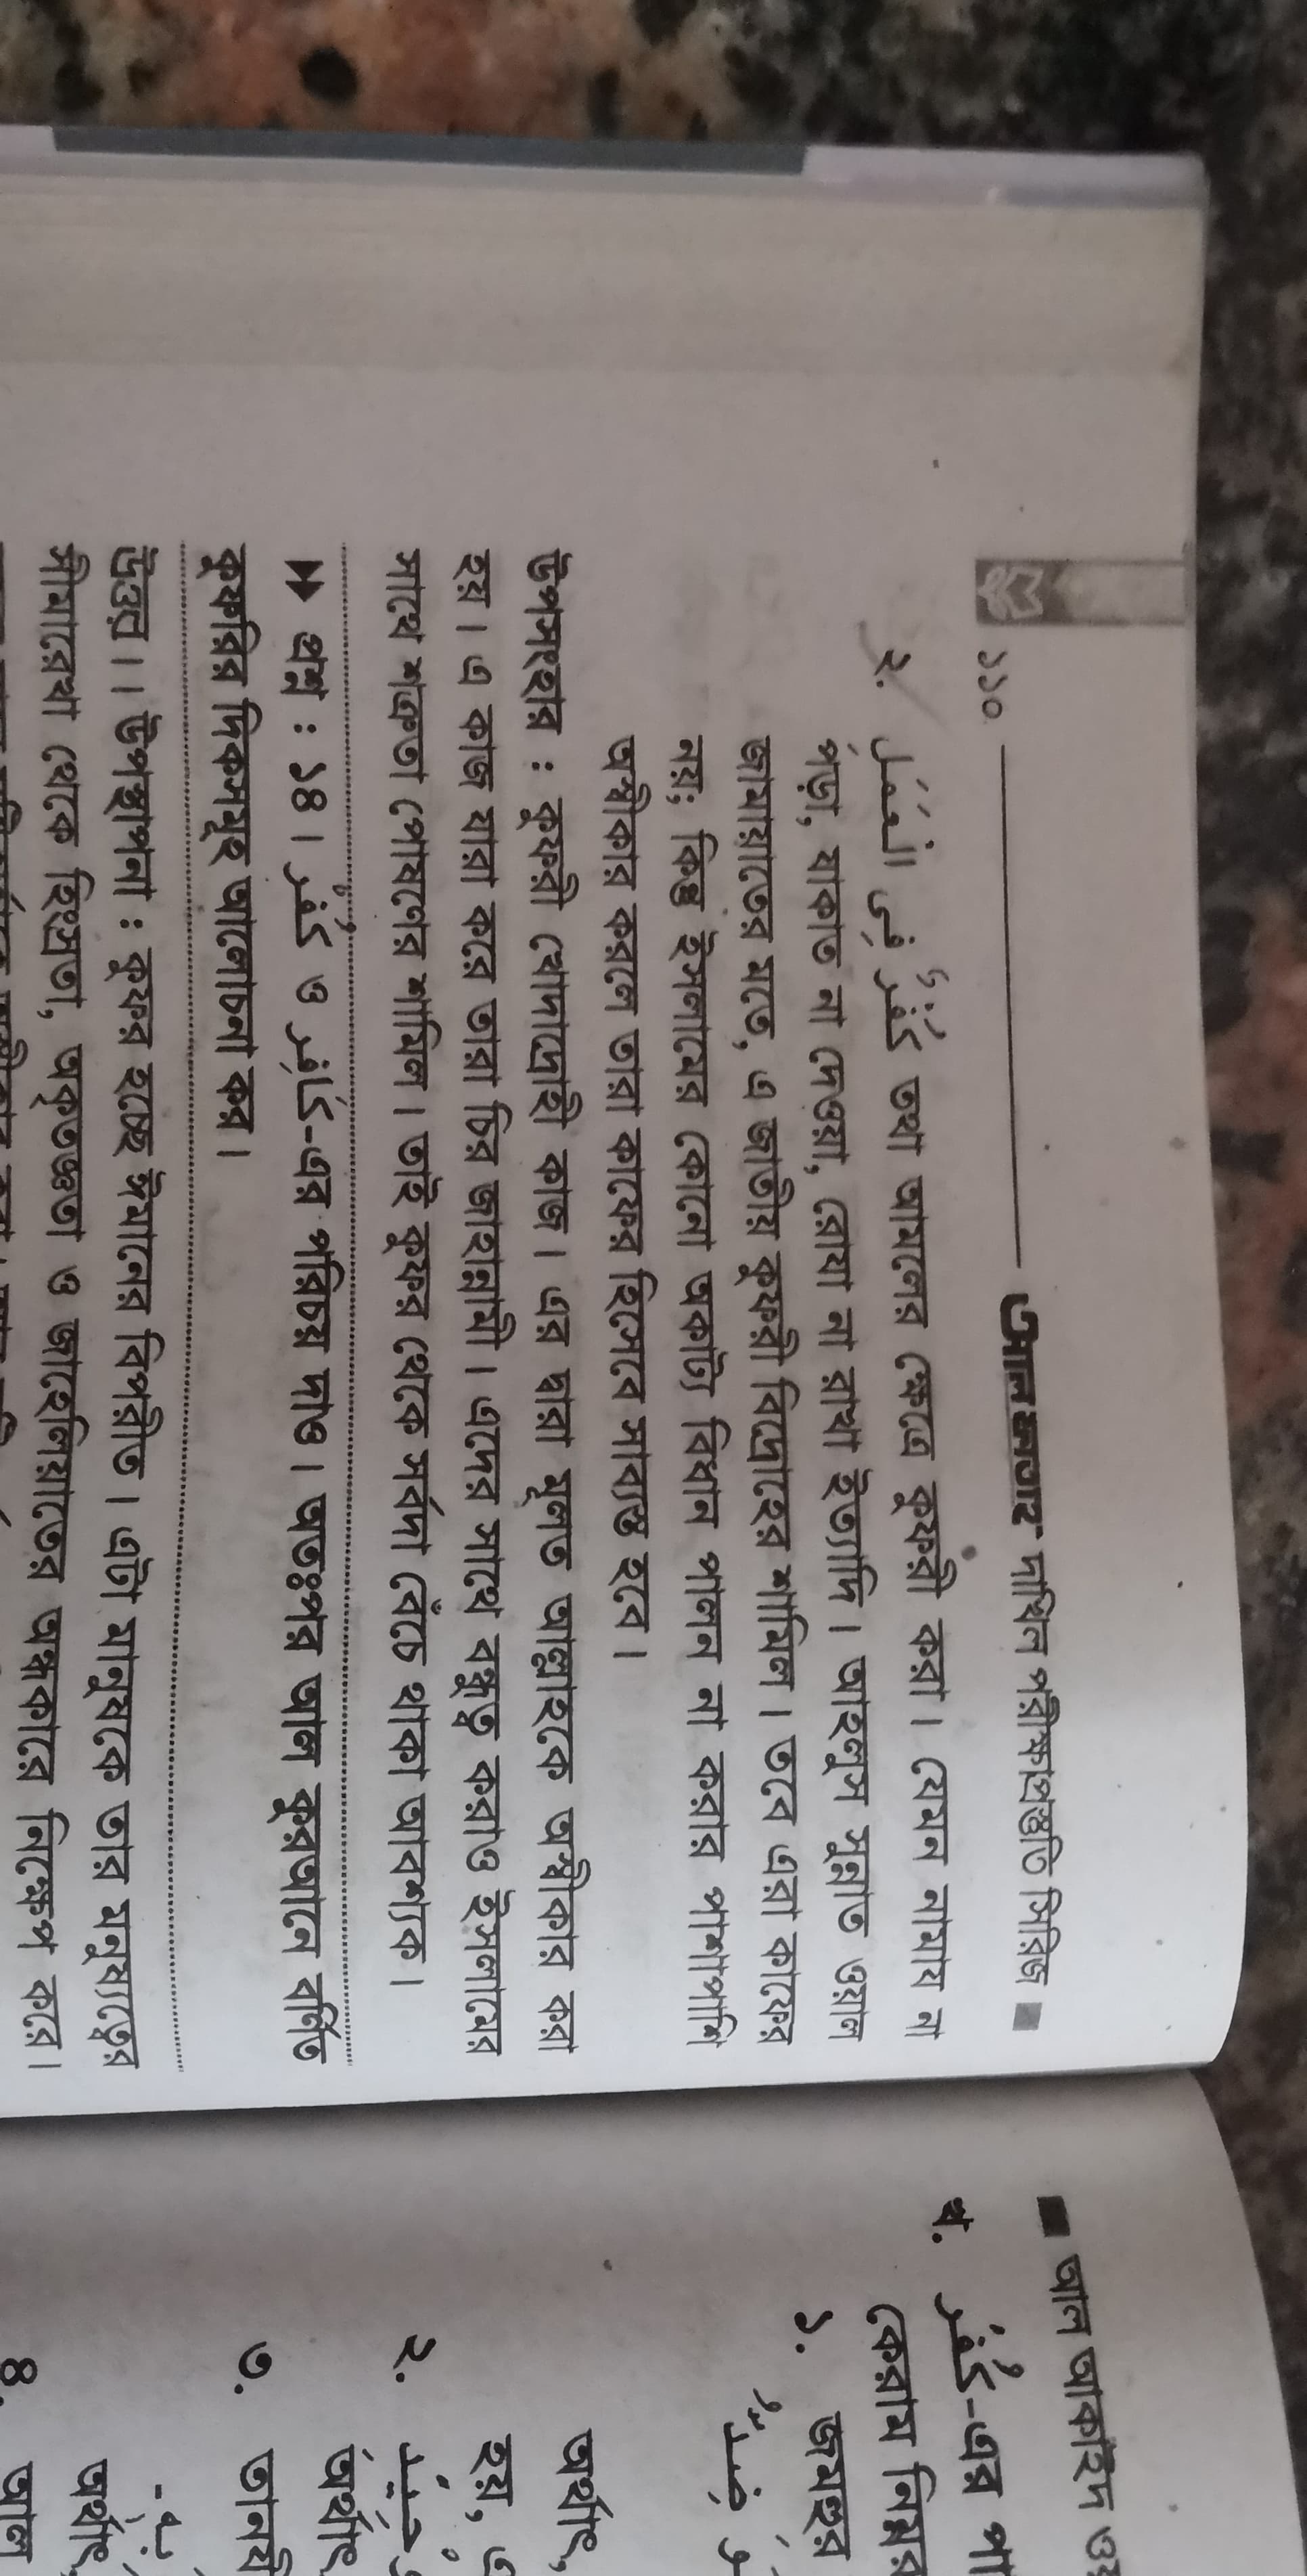 ১১০ আল ফাতাহ দাখিল পরীক্ষাপ্রস্তুতি সিরিজ
২. كُفْرٌ فِى الْعَمَلِ তথা আমলের ক্ষেত্রে কুফরী করা। যেমন নামায না
পড়া, যাকাত না দেওয়া, রোযা না রাখা ইত্যাদি। আহলুস সুন্নাত ওয়াল
জামায়াতের মতে, এ জাতীয় কুফরী বিদ্রোহের শামিল। তবে এরা কাফের
নয়; কিন্তু ইসলামের কোনো অকাট্য বিধান পালন না করার পাশাপাশি
অস্বীকার করলে তারা কাফের হিসেবে সাব্যস্ত হবে।
উপসংহার : কুফরী খোদাদ্রোহী কাজ। এর দ্বারা মূলত আল্লাহকে অস্বীকার করা
হয়। এ কাজ যারা করে তারা চির জাহান্নামী। এদের সাথে বন্ধুত্ব করাও ইসলামের
সাথে শত্রুতা পোষণের শামিল। তাই কুফর থেকে সর্বদা বেঁচে থাকা আবশ্যক।
প্রশ্ন : ১৪। كُفْر ও كَافِر-এর পরিচয় দাও। অতঃপর আল কুরআনে বর্ণিত
কুফরির দিকসমূহ আলোচনা কর।
উত্তর।। উপস্থাপনা : কুফর হচ্ছে ঈমানের বিপরীত। এটা মানুষকে তার মনুষ্যত্বের
সীমারেখা থেকে হিংস্রতা, অকৃতজ্ঞতা ও জাহেলিয়াতের অন্ধকারে নিক্ষেপ করে।
আল আকাইদ
খ. كُفْر-এর
কেরাম নিম্নর
১. জমহুর
অর্থাৎ,
হয়,
২.
অর্থাৎ
৩. তানযী
অর্থাৎ,
৪. আল